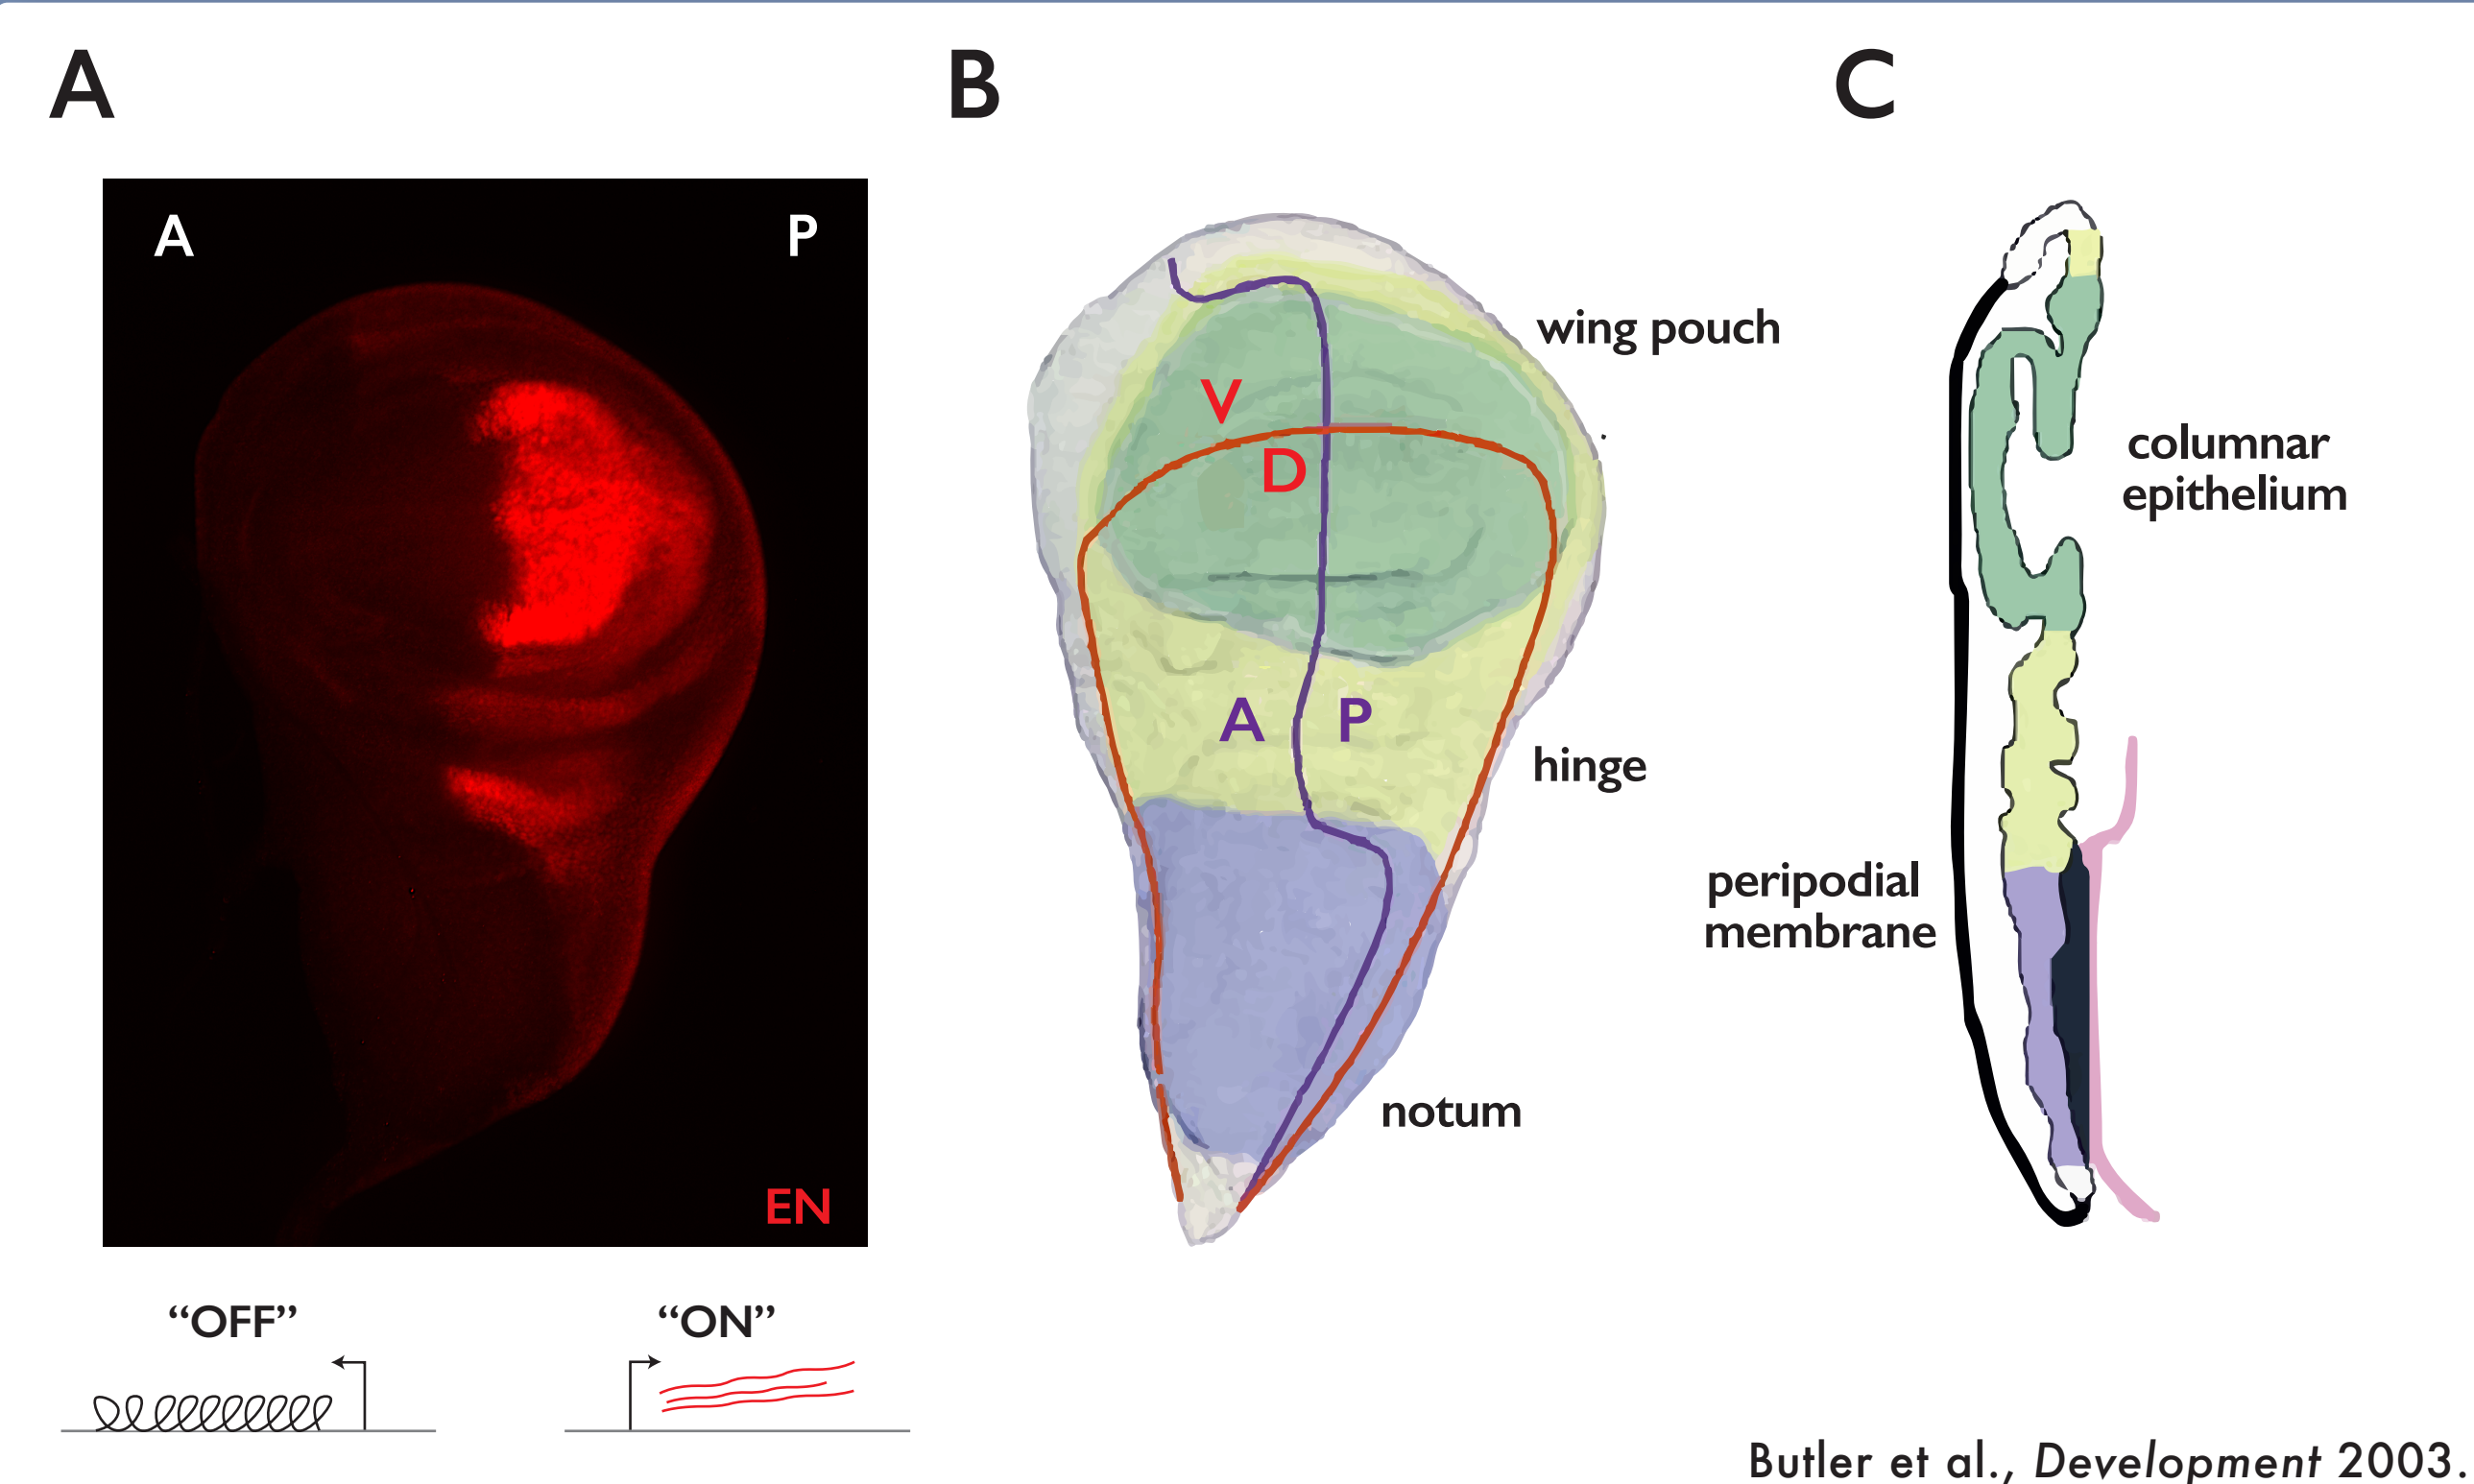 A
B
C
A
P
EN
“OFF”
“ON”
V
D
A
P
wing pouch
hinge
notum
columnar
epithelium
peripodial
membrane
Butler et al., Development 2003.